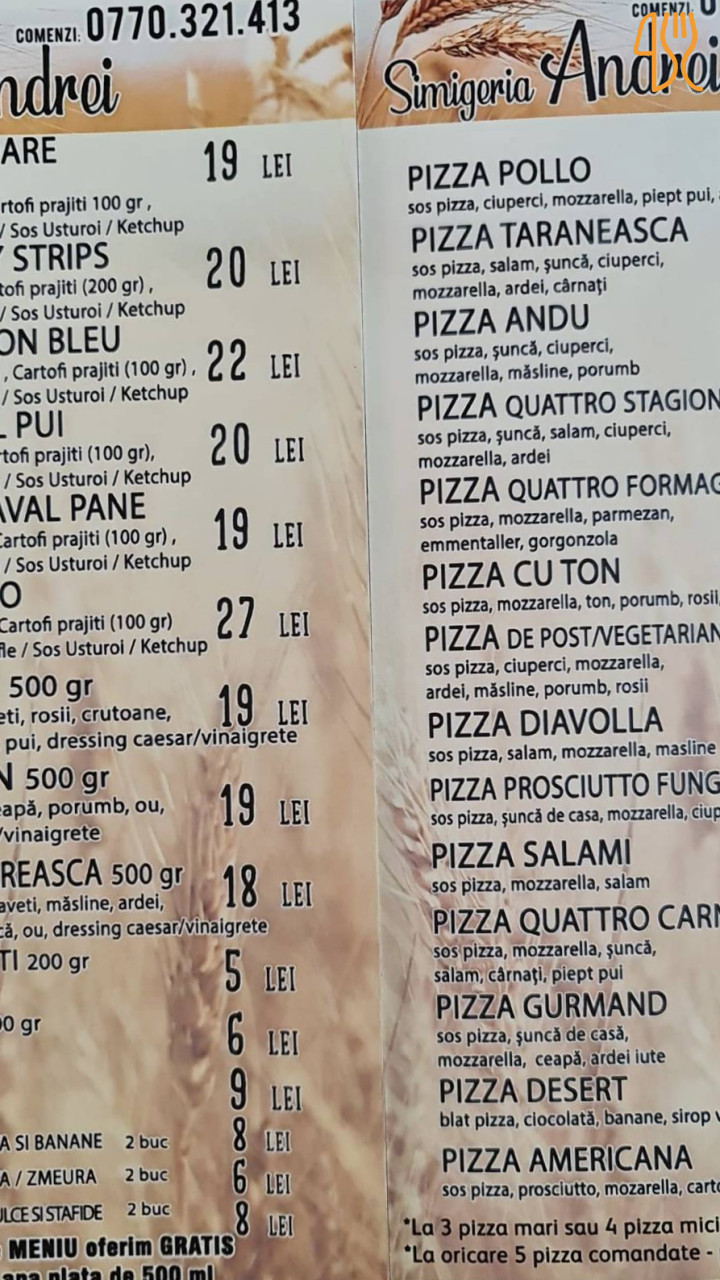 COMENZI: 0770.321.413
ndrei
ARE 19 LEI
rtofi prajiti 100 gr ,
/ Sos Usturoi / Ketchup
Y STRIPS 20 LEI
tofi prajiti (200 gr) ,
/ Sos Usturoi / Ketchup
ON BLEU
, Cartofi prajiti (100 gr) , 22 LEI
/ Sos Usturoi / Ketchup
L PUI 20 LEI
tofi prajiti (100 gr),
/ Sos Usturoi / Ketchup
AVAL PANE 19 LEI
Cartofi prajiti (100 gr) ,
/ Sos Usturoi / Ketchup
O
Cartofi prajiti (100 gr) 27 LEI
fle / Sos Usturoi / Ketchup
500 gr
eti, rosii, crutoane, 19 LEI
pui, dressing caesar/vinaigrete
N 500 gr
eapă, porumb, ou, 19 LEI
/vinaigrete
REASCA 500 gr 18 LEI
aveti, măsline, ardei,
că, ou, dressing caesar/vinaigrete
TI 200 gr 5 LEI
0 gr 6 LEI
9 LEI
A SI BANANE 2 buc 8 LEI
A / ZMEURA 2 buc 6 LEI
ULCE SI STAFIDE 2 buc 8 LEI
MENIU oferim GRATIS
apa plata de 500 ml
COMENZI: 0
Simigeria Andrei
PIZZA POLLO
sos pizza, ciuperci, mozzarella, piept pui,
PIZZA TARANEASCA
sos pizza, salam, şuncă, ciuperci,
mozzarella, ardei, cârnaţi
PIZZA ANDU
sos pizza, şuncă, ciuperci,
mozzarella, măsline, porumb
PIZZA QUATTRO STAGION
sos pizza, şuncă, salam, ciuperci,
mozzarella, ardei
PIZZA QUATTRO FORMAG
sos pizza, mozzarella, parmezan,
emmentaller, gorgonzola
PIZZA CU TON
sos pizza, mozzarella, ton, porumb, rosii,
PIZZA DE POST/VEGETARIAN
sos pizza, ciuperci, mozzarella,
ardei, măsline, porumb, rosii
PIZZA DIAVOLLA
sos pizza, salam, mozzarella, masline
PIZZA PROSCIUTTO FUNG
sos pizza, şuncă de casa, mozzarella, ciup
PIZZA SALAMI
sos pizza, mozzarella, salam
PIZZA QUATTRO CARN
sos pizza, mozzarella, şuncă,
salam, cârnaţi, piept pui
PIZZA GURMAND
sos pizza, şuncă de casă,
mozzarella, ceapă, ardei iute
PIZZA DESERT
blat pizza, ciocolată, banane, sirop v
PIZZA AMERICANA
sos pizza, prosciutto, mozarella, carto
*La 3 pizza mari sau 4 pizza mici
*La oricare 5 pizza comandate -